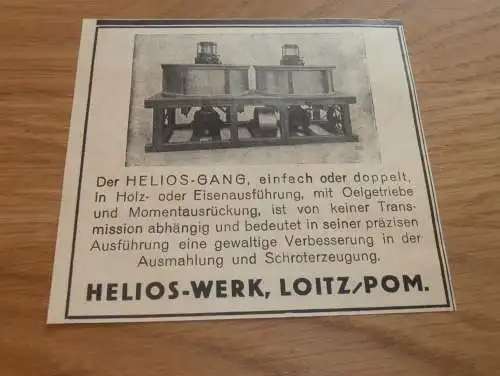 Der HELIOS-GANG, einfach oder doppelt,
in Holz- oder Eisenausführung, mit Oelgetriebe
und Momentausrückung, ist von keiner Trans-
mission abhängig und bedeutet in seiner präzisen
Ausführung eine gewaltige Verbesserung in der
Ausmahlung und Schroterzeugung.
HELIOS-WERK, LOITZ/POM.